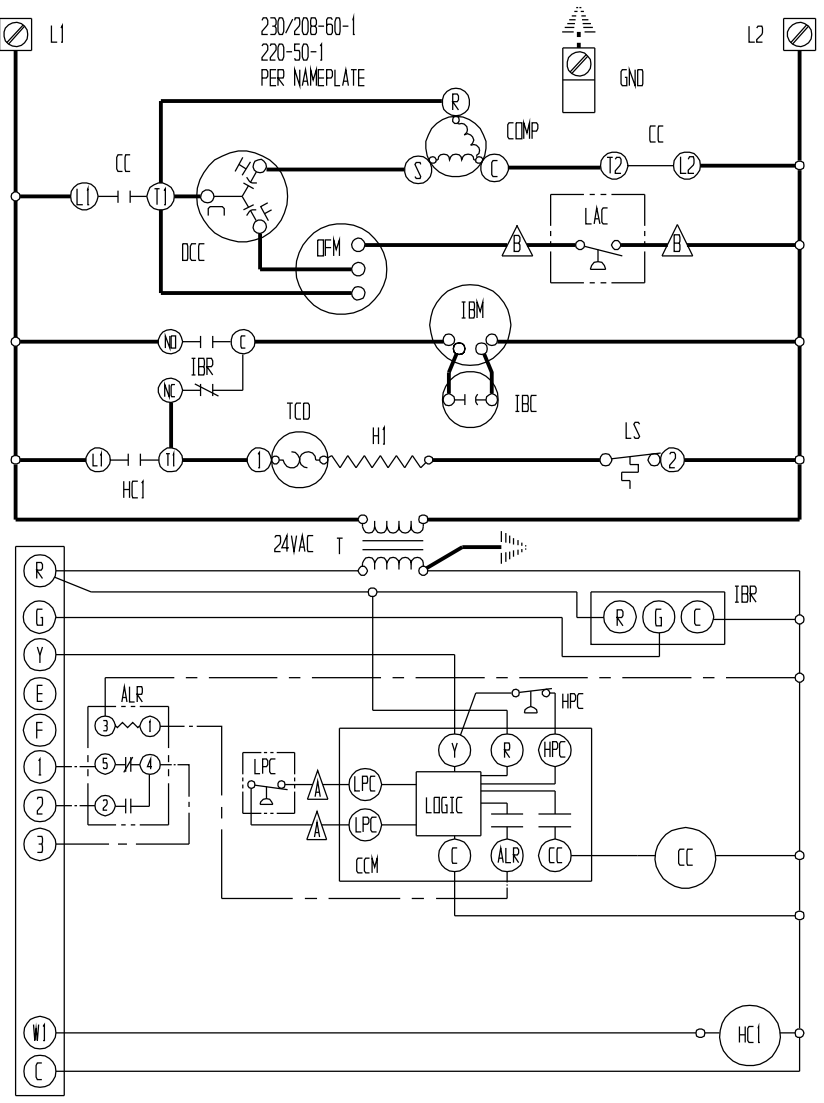 L1
230/208-60-1
220-50-1
PER NAMEPLATE
GND
L2
R
COMP
CC
CC
S
C
T2
L2
L1
T1
H
C
F
DCC
LAC
OFM
B
B
IBM
NO
C
IBR
NC
IBC
TCO
H1
LS
L1
T1
1
2
HC1
24VAC T
R
IBR
R
G
C
G
Y
E
ALR
HPC
F
3
1
Y
R
HPC
1
5
4
LPC
A
LPC
LOGIC
2
2
A
LPC
3
CCM
C
ALR
CC
CC
W1
HC1
C